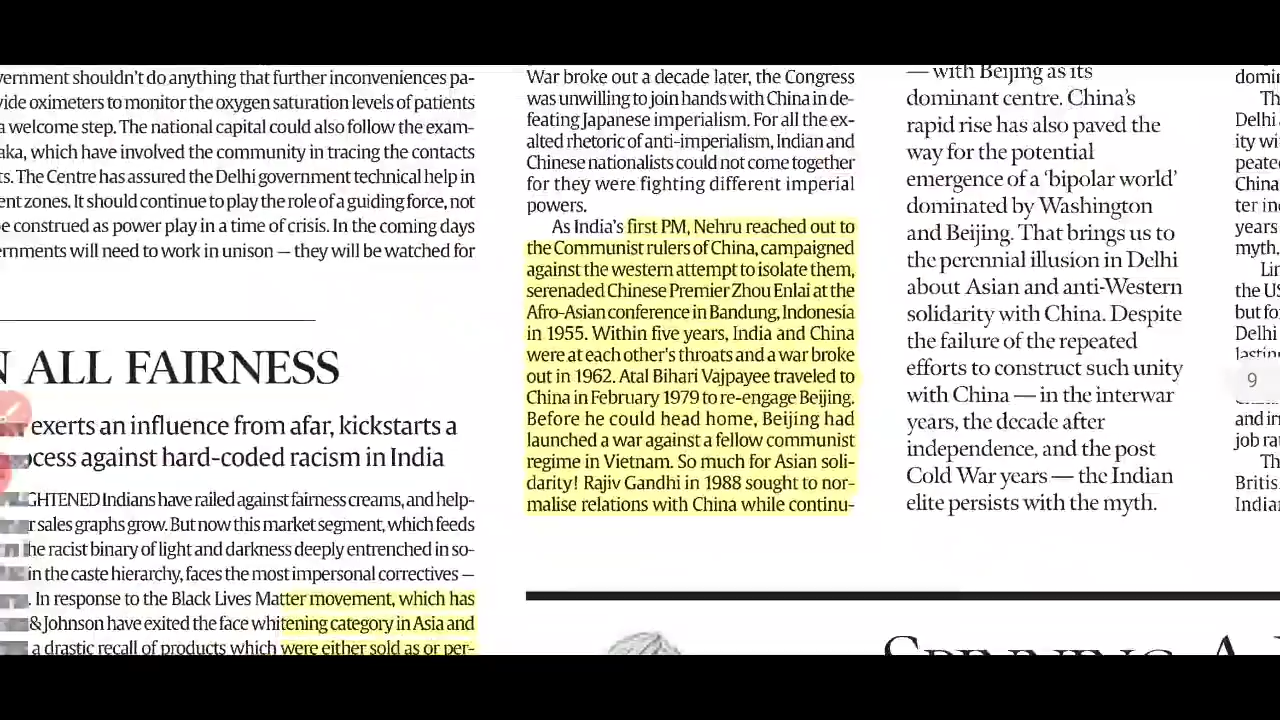 vernment shouldn't do anything that further inconveniences pa-
vide oximeters to monitor the oxygen saturation levels of patients
a welcome step. The national capital could also follow the exam-
aka, which have involved the community in tracing the contacts
ts. The Centre has assured the Delhi government technical help in
ent zones. It should continue to play the role of a guiding force, not
e construed as power play in a time of crisis. In the coming days
ernments will need to work in unison — they will be watched for
N ALL FAIRNESS
exerts an influence from afar, kickstarts a
ocess against hard-coded racism in India
GHTENED Indians have railed against fairness creams, and help-
r sales graphs grow. But now this market segment, which feeds
he racist binary of light and darkness deeply entrenched in so-
in the caste hierarchy, faces the most impersonal correctives —
. In response to the Black Lives Matter movement, which has
& Johnson have exited the face whitening category in Asia and
a drastic recall of products which were either sold as or per-
War broke out a decade later, the Congress
was unwilling to join hands with China in de-
feating Japanese imperialism. For all the ex-
alted rhetoric of anti-imperialism, Indian and
Chinese nationalists could not come together
for they were fighting different imperial
powers.
As India's first PM, Nehru reached out to
the Communist rulers of China, campaigned
against the western attempt to isolate them,
serenaded Chinese Premier Zhou Enlai at the
Afro-Asian conference in Bandung, Indonesia
in 1955. Within five years, India and China
were at each other's throats and a war broke
out in 1962. Atal Bihari Vajpayee traveled to
China in February 1979 to re-engage Beijing.
Before he could head home, Beijing had
launched a war against a fellow communist
regime in Vietnam. So much for Asian soli-
darity! Rajiv Gandhi in 1988 sought to nor-
malise relations with China while continu-
— with Beijing as its
dominant centre. China's
rapid rise has also paved the
way for the potential
emergence of a 'bipolar world'
dominated by Washington
and Beijing. That brings us to
the perennial illusion in Delhi
about Asian and anti-Western
solidarity with China. Despite
the failure of the repeated
efforts to construct such unity
with China — in the interwar
years, the decade after
independence, and the post
Cold War years — the Indian
elite persists with the myth.
domin
Th
Delhi
ity wi
peate
China
ter in
years
myth.
Lin
the US
but fo
Delhi
9
and in
job ra
Th
Britis
Indian